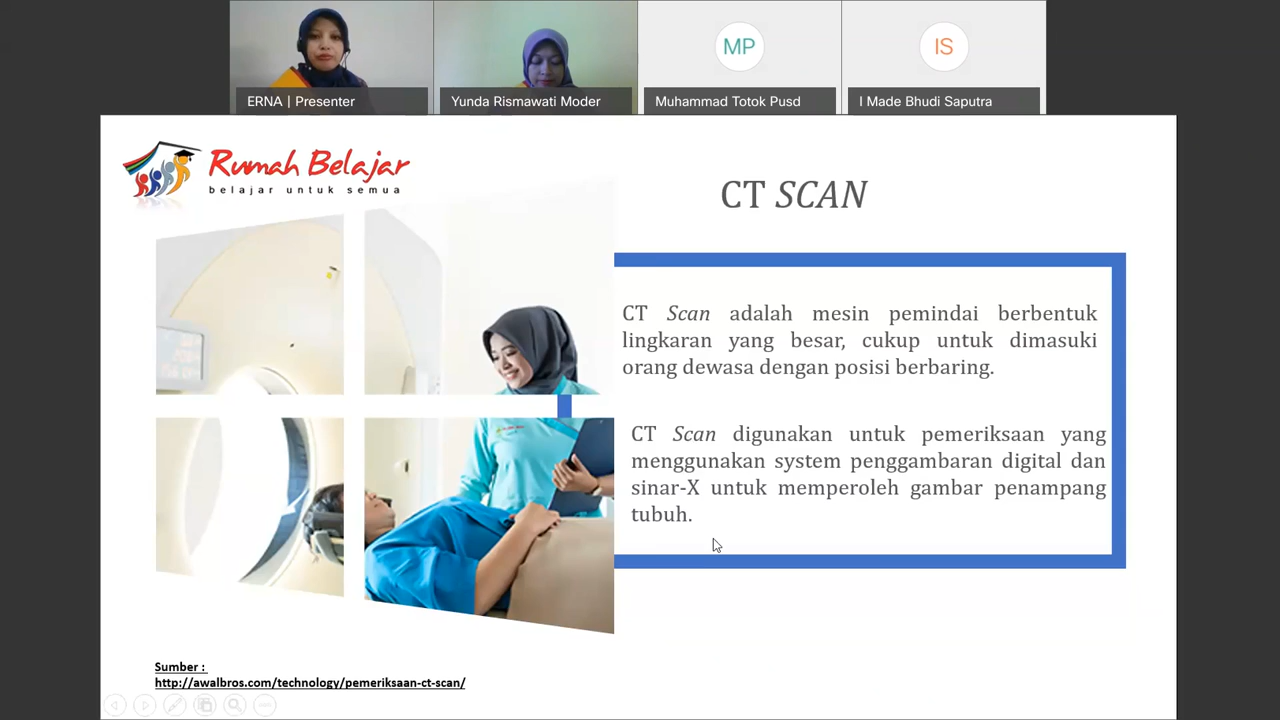 ERNA | Presenter
Yunda Rismawati Moder
MP
Muhammad Totok Pusd
IS
I Made Bhudi Saputra
Rumah Belajar
belajar untuk semua
CT SCAN
CT Scan adalah mesin pemindai berbentuk
lingkaran yang besar, cukup untuk dimasuki
orang dewasa dengan posisi berbaring.
CT Scan digunakan untuk pemeriksaan yang
menggunakan system penggambaran digital dan
sinar-X untuk memperoleh gambar penampang
tubuh.
Sumber :
http://awalbros.com/technology/pemeriksaan-ct-scan/